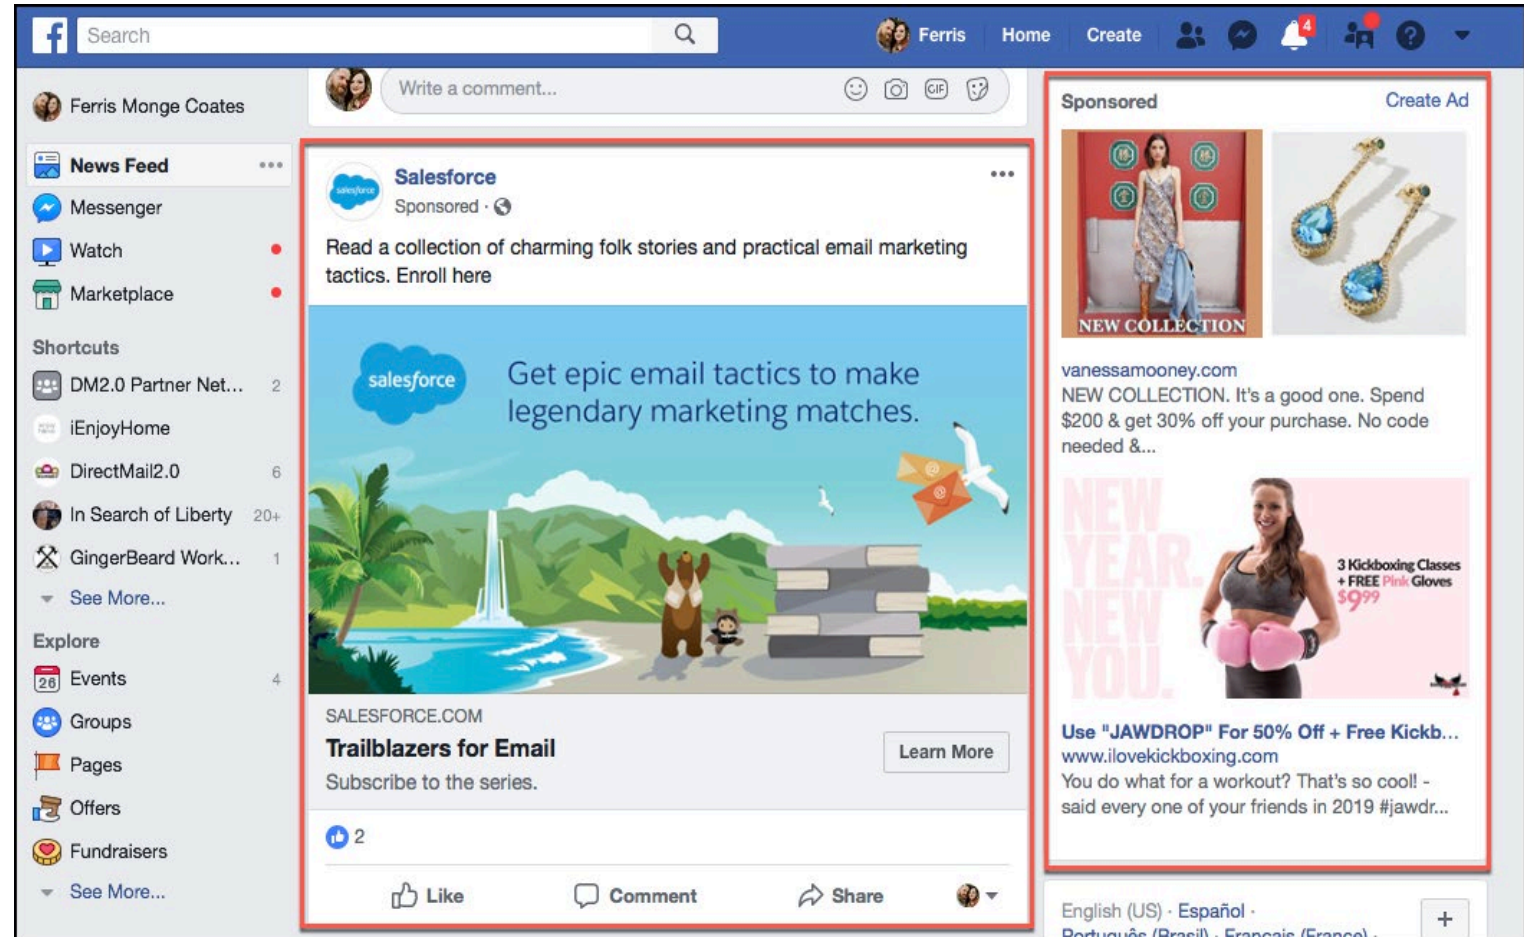 Search
Ferris
Home
Create
4
Ferris Monge Coates
News Feed
Messenger
Watch
Marketplace
Shortcuts
DM2.0 Partner Net... 2
iEnjoyHome
DirectMail2.0 6
In Search of Liberty 20+
GingerBeard Work... 1
See More...
Explore
26
Events 4
Groups
Pages
Offers
Fundraisers
See More...
Write a comment...
GIF
salesforce
Salesforce
Sponsored ·
Read a collection of charming folk stories and practical email marketing
tactics. Enroll here
salesforce
Get epic email tactics to make
legendary marketing matches.
@
@
SALESFORCE.COM
Trailblazers for Email
Subscribe to the series.
Learn More
2
Like
Comment
Share
Sponsored
Create Ad
NEW COLLECTION
vanessamooney.com
NEW COLLECTION. It's a good one. Spend
$200 & get 30% off your purchase. No code
needed &...
NEW
YEAR.
NEW
YOU.
3 Kickboxing Classes
+ FREE Pink Gloves
$999
Use "JAWDROP" For 50% Off + Free Kickb...
www.ilovekickboxing.com
You do what for a workout? That's so cool! -
said every one of your friends in 2019 #jawdr...
English (US) · Español ·
Português (Brasil) · Français (France) ·
+